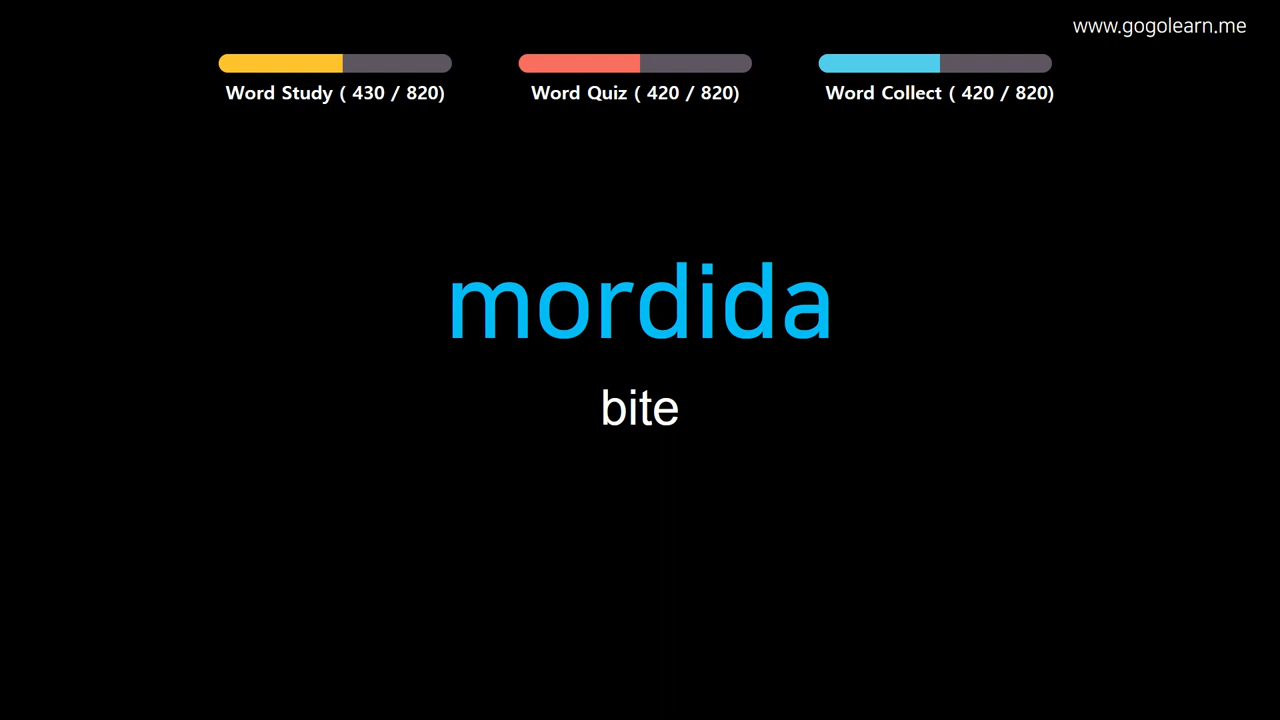 www.gogolearn.me
Word Study ( 430 / 820)
Word Quiz ( 420 / 820)
Word Collect ( 420 / 820)
mordida
bite